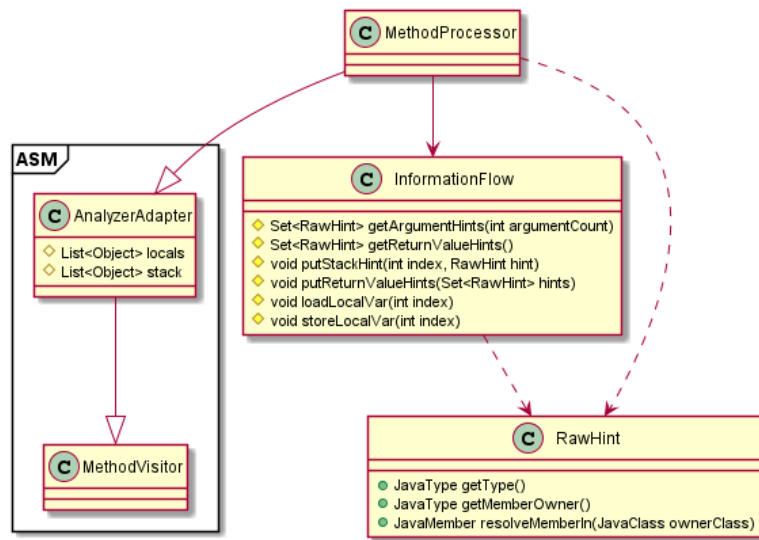 C MethodProcessor
ASM
C AnalyzerAdapter
List<Object> locals
List<Object> stack
C InformationFlow
Set<RawHint> getArgumentHints(int argumentCount)
Set<RawHint> getReturnValueHints()
void putStackHint(int index, RawHint hint)
void putReturnValueHints(Set<RawHint> hints)
void loadLocalVar(int index)
void storeLocalVar(int index)
C MethodVisitor
C RawHint
JavaType getType()
JavaType getMemberOwner()
JavaMember resolveMemberIn(JavaClass ownerClass)